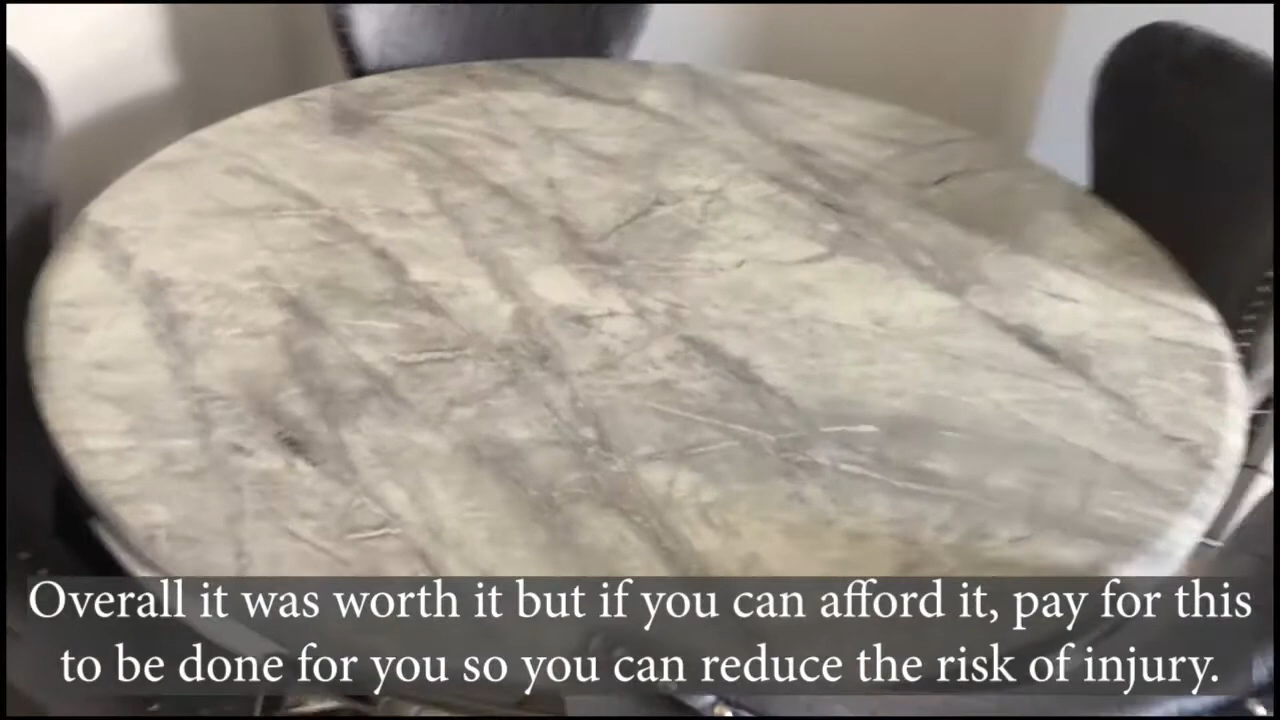 Overall it was worth it but if you can afford it, pay for this
to be done for you so you can reduce the risk of injury.